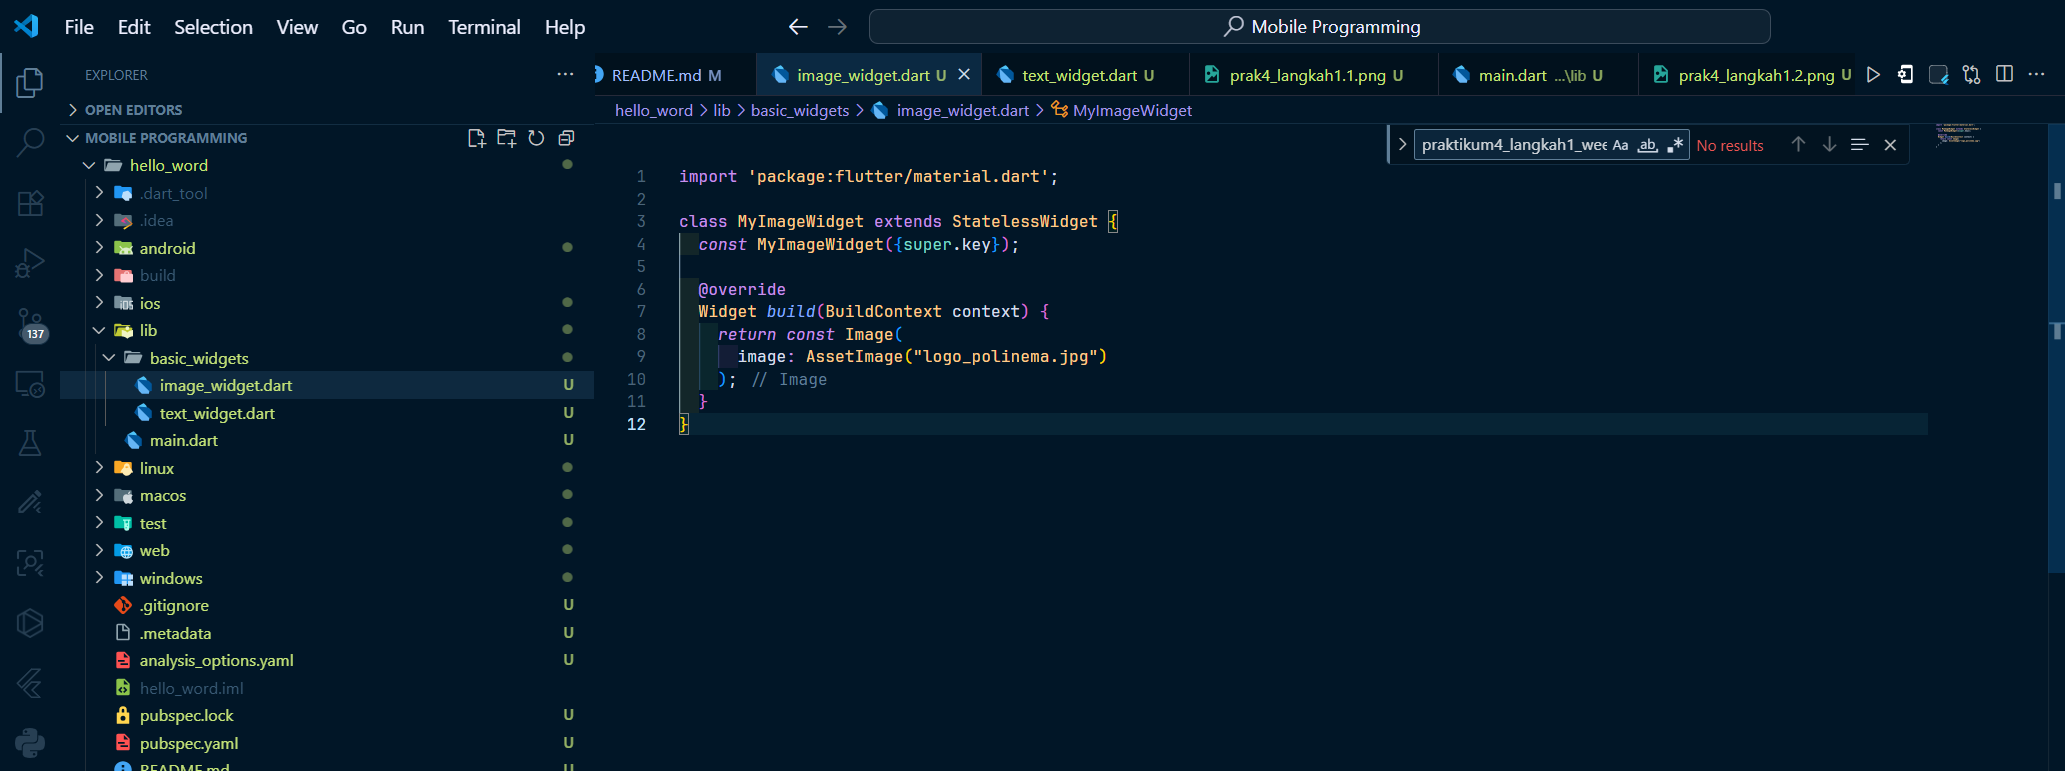 File Edit Selection View Go Run Terminal Help
Mobile Programming
EXPLORER
OPEN EDITORS
MOBILE PROGRAMMING
hello_word
.dart_tool
.idea
android
build
ios
lib
basic_widgets
image_widget.dart U
text_widget.dart U
main.dart U
linux
macos
test
web
windows
.gitignore U
.metadata U
analysis_options.yaml U
hello_word.iml
pubspec.lock U
pubspec.yaml U
README.md U
137
README.md M image_widget.dart U text_widget.dart U prak4_langkah1.1.png U main.dart ...\lib U prak4_langkah1.2.png U
hello_word > lib > basic_widgets > image_widget.dart > MyImageWidget
praktikum4_langkah1_wee Aa ab .* No results
1 import 'package:flutter/material.dart';
2
3 class MyImageWidget extends StatelessWidget {
4 const MyImageWidget({super.key});
5
6 @override
7 Widget build(BuildContext context) {
8 return const Image(
9 image: AssetImage("logo_polinema.jpg")
10 ); // Image
11 }
12 }